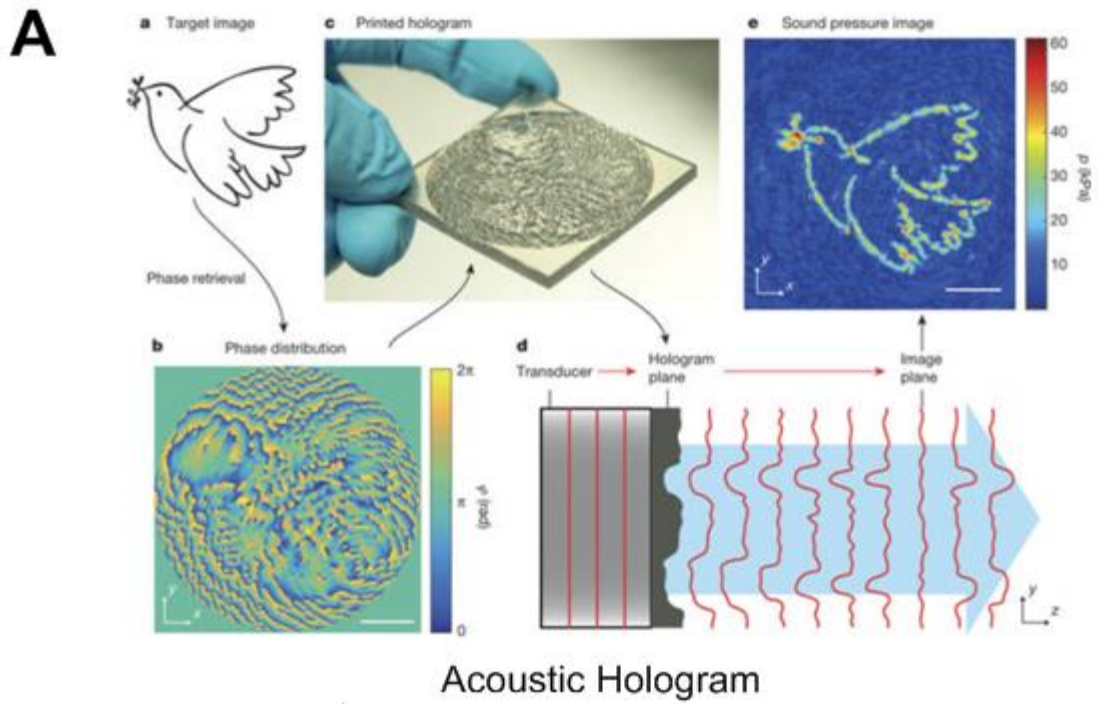 A
a Target image
c Printed hologram
e Sound pressure image
60
50
40
30
20
10
p (kPa)
y
x
Phase retrieval
b Phase distribution
2π
π
0
φ (rad)
y
x
d
Transducer
Hologram
plane
Image
plane
y
z
Acoustic Hologram